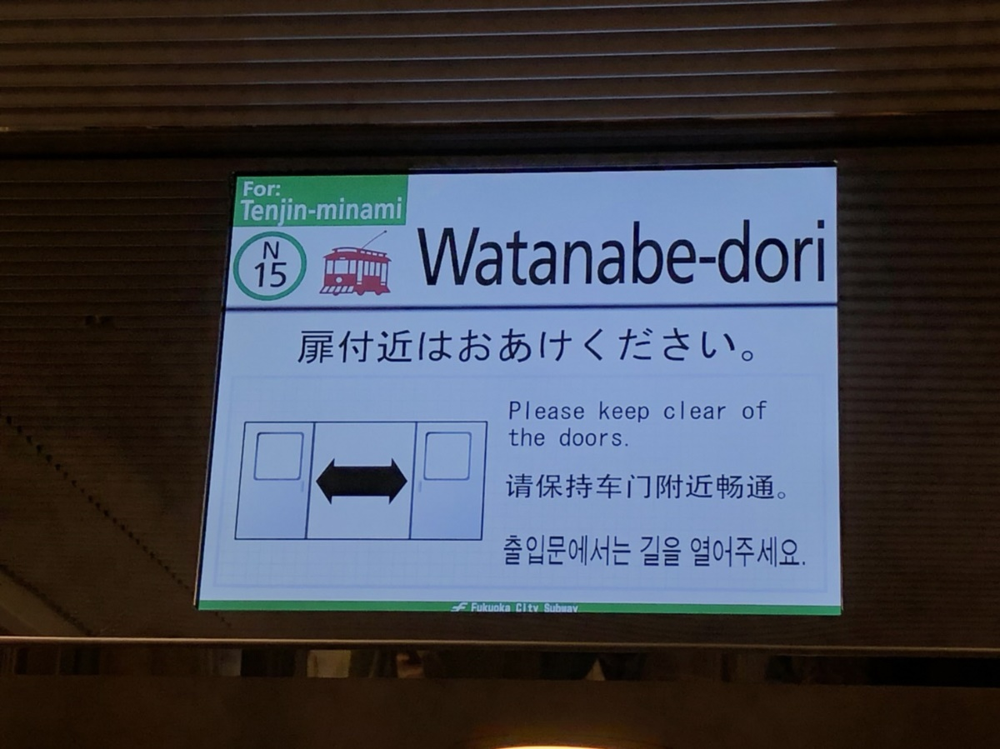 For:
Tenjin-minami
N
15
Watanabe-dori
扉付近はおあけください。
Please keep clear of
the doors.
请保持车门附近畅通。
출입문에서는 길을 열어주세요.
Fukuoka City Subway